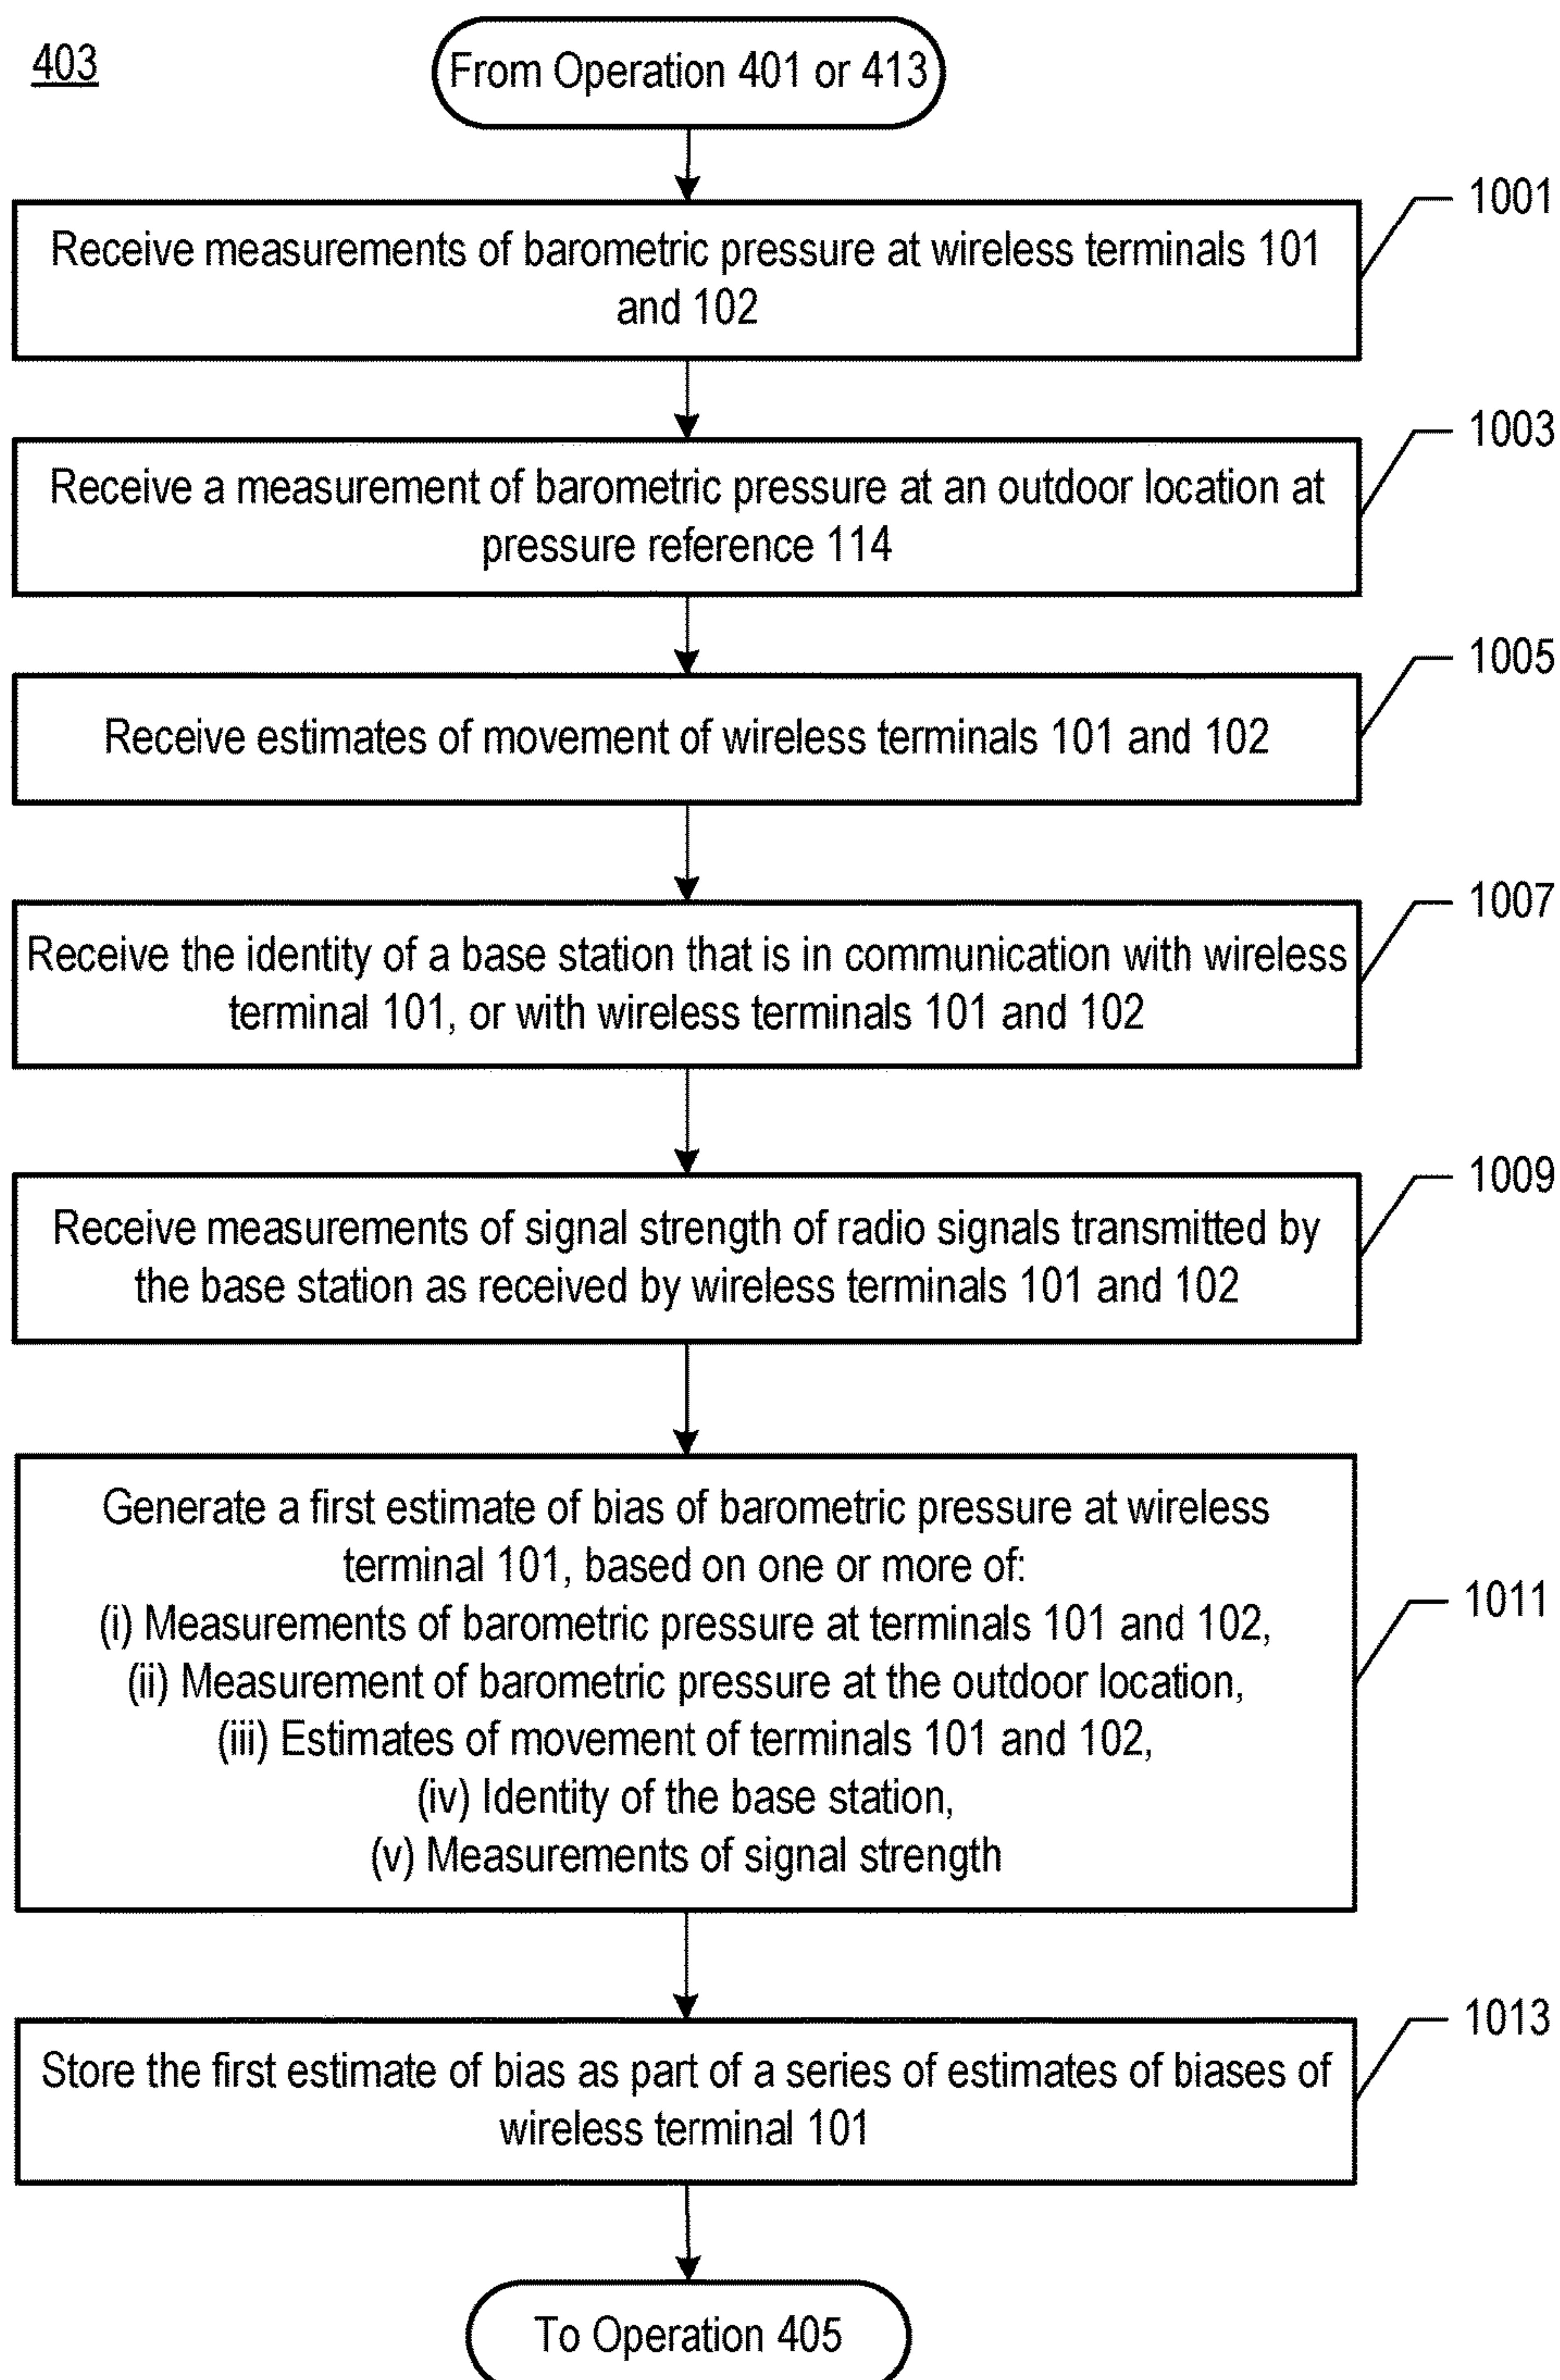 403
From Operation 401 or 413
1001
Receive measurements of barometric pressure at wireless terminals 101
and 102
1003
Receive a measurement of barometric pressure at an outdoor location at
pressure reference 114
1005
Receive estimates of movement of wireless terminals 101 and 102
1007
Receive the identity of a base station that is in communication with wireless
terminal 101, or with wireless terminals 101 and 102
1009
Receive measurements of signal strength of radio signals transmitted by
the base station as received by wireless terminals 101 and 102
Generate a first estimate of bias of barometric pressure at wireless
terminal 101, based on one or more of:
1011
(i) Measurements of barometric pressure at terminals 101 and 102,
(ii) Measurement of barometric pressure at the outdoor location,
(iii) Estimates of movement of terminals 101 and 102,
(iv) Identity of the base station,
(v) Measurements of signal strength
1013
Store the first estimate of bias as part of a series of estimates of biases of
wireless terminal 101
To Operation 405